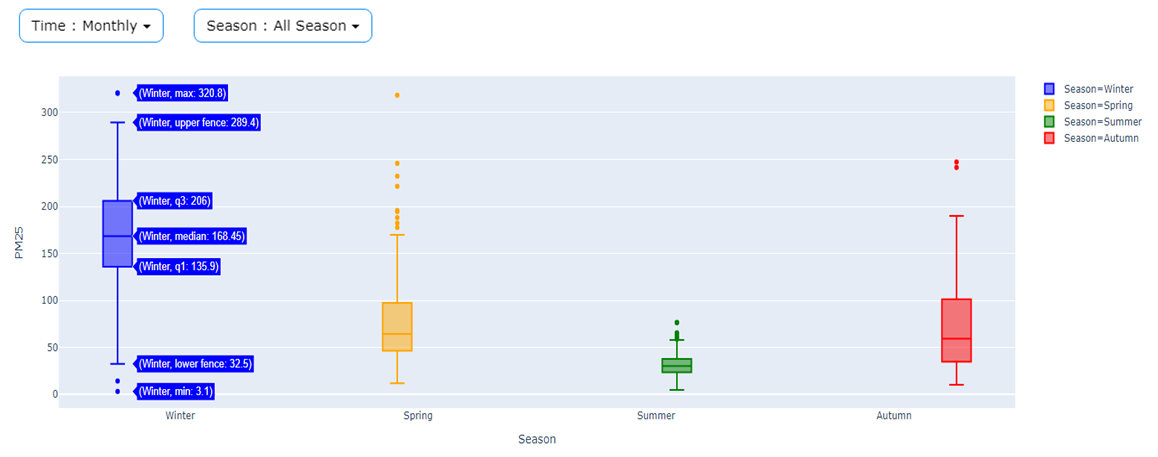 Time : Monthly Season : All Season
(Winter, max: 320.8)
(Winter, upper fence: 289.4)
(Winter, q3: 206)
(Winter, median: 168.45)
(Winter, q1: 135.9)
(Winter, lower fence: 32.5)
(Winter, min: 3.1)
300
250
200
150
100
50
0
PM25
Winter Spring Summer Autumn
Season
Season=Winter
Season=Spring
Season=Summer
Season=Autumn